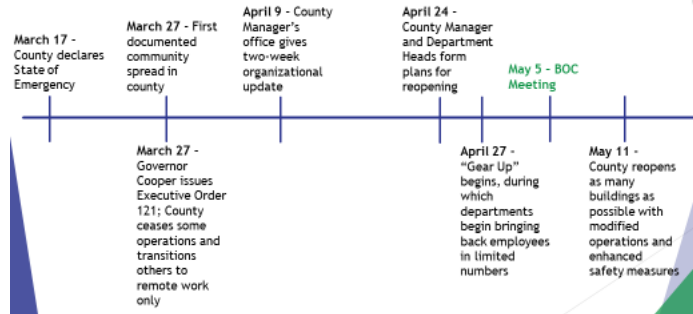 March 17 -
County declares
State of
Emergency
March 27 - First
documented
community
spread in
county
April 9 - County
Manager's
office gives
two-week
organizational
update
April 24 -
County Manager
and Department
Heads form
plans for
reopening
May 5 - BOC
Meeting
March 27 -
Governor
Cooper issues
Executive Order
121; County
ceases some
operations and
transitions
others to
remote work
only
April 27 -
"Gear Up"
begins, during
which
departments
begin bringing
back employees
in limited
numbers
May 11 -
County reopens
as many
buildings as
possible with
modified
operations and
enhanced
safety measures